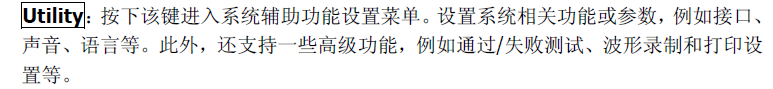 Utility：按下该键进入系统辅助功能设置菜单。设置系统相关功能或参数，例如接口、
声音、语言等。此外，还支持一些高级功能，例如通过/失败测试、波形录制和打印设
置等。